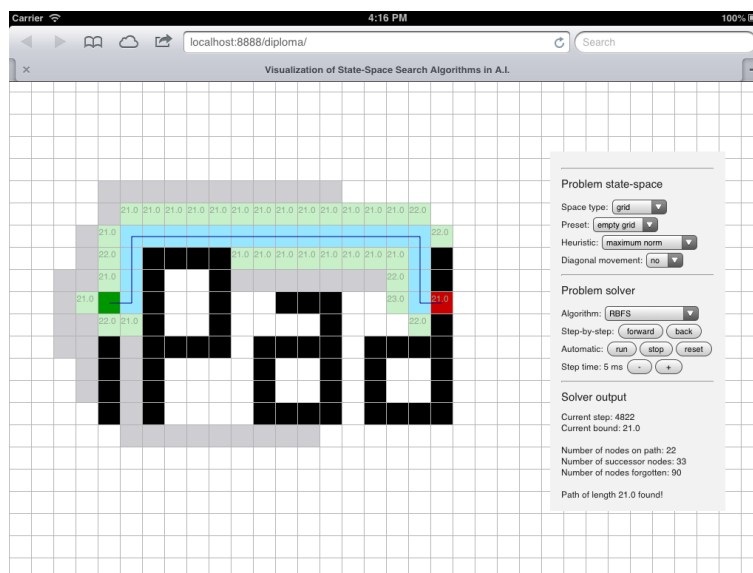 Carrier 4:16 PM 100%
localhost:8888/diploma/ Search
× Visualization of State-Space Search Algorithms in A.I.
21.0 21.0 21.0 21.0 21.0 21.0 21.0 21.0 21.0 21.0 21.0 21.0 21.0 22.0
21.0 22.0
22.0 21.0 21.0 21.0 21.0 21.0 21.0 21.0 22.0
21.0 22.0
21.0 23.0 21.0
22.0 21.0 22.0
iPad
Problem state-space
Space type: grid
Preset: empty grid
Heuristic: maximum norm
Diagonal movement: no
Problem solver
Algorithm: RBFS
Step-by-step: forward back
Automatic: run stop reset
Step time: 5 ms - +
Solver output
Current step: 4822
Current bound: 21.0
Number of nodes on path: 22
Number of successor nodes: 33
Number of nodes forgotten: 90
Path of length 21.0 found!